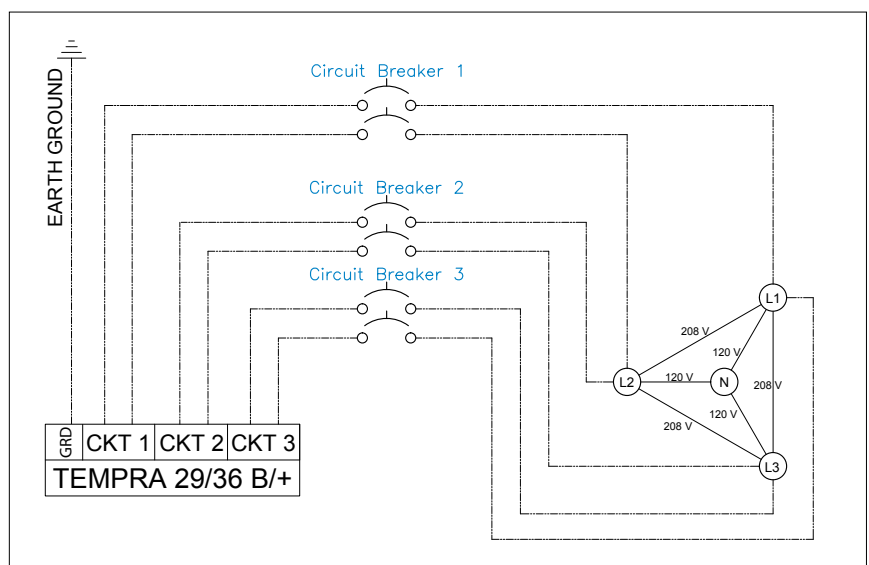 EARTH GROUND
Circuit Breaker 1
Circuit Breaker 2
Circuit Breaker 3
L1
208 V
120 V
L2
120 V
N
208 V
120 V
208 V
L3
GRD
CKT 1
CKT 2
CKT 3
TEMPRA 29/36 B/+